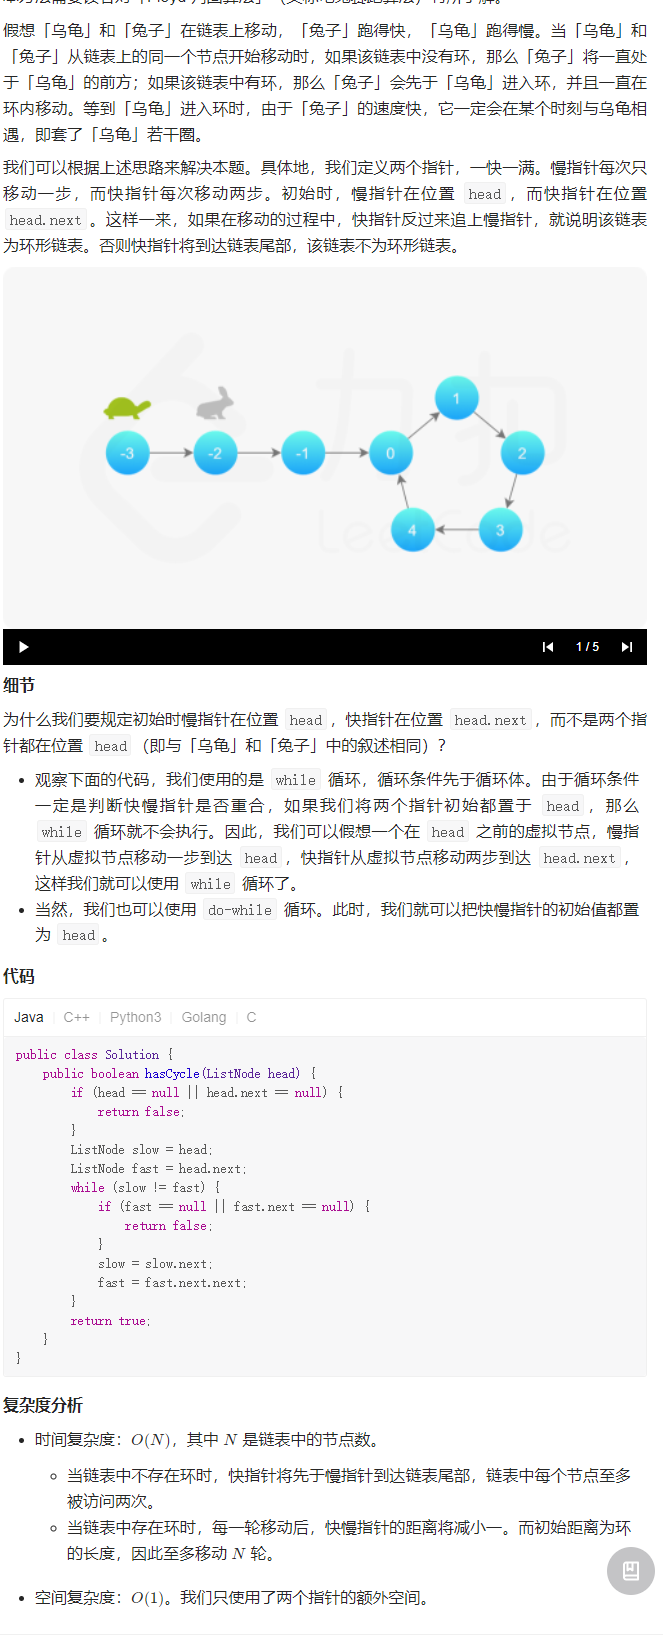 假想「乌龟」和「兔子」在链表上移动，「兔子」跑得快，「乌龟」跑得慢。当「乌龟」和
「兔子」从链表上的同一个节点开始移动时，如果该链表中没有环，那么「兔子」将一直处
于「乌龟」的前方；如果该链表中有环，那么「兔子」会先于「乌龟」进入环，并且一直在
环内移动。等到「乌龟」进入环时，由于「兔子」的速度快，它一定会在某个时刻与乌龟相
遇，即套了「乌龟」若干圈。
我们可以根据上述思路来解决本题。具体地，我们定义两个指针，一快一满。慢指针每次只
移动一步，而快指针每次移动两步。初始时，慢指针在位置 head，而快指针在位置
head.next。这样一来，如果在移动的过程中，快指针反过来追上慢指针，就说明该链表
为环形链表。否则快指针将到达链表尾部，该链表不为环形链表。
力扣
LeetCode
-3 -2 -1 0 1 2 3 4
1 / 5
细节
为什么我们要规定初始时慢指针在位置 head，快指针在位置 head.next，而不是两个指
针都在位置 head（即与「乌龟」和「兔子」中的叙述相同）？
• 观察下面的代码，我们使用的是 while 循环，循环条件先于循环体。由于循环条件
一定是判断快慢指针是否重合，如果我们将两个指针初始都置于 head，那么
while 循环就不会执行。因此，我们可以假想一个在 head 之前的虚拟节点，慢指
针从虚拟节点移动一步到达 head，快指针从虚拟节点移动两步到达 head.next，
这样我们就可以使用 while 循环了。
• 当然，我们也可以使用 do-while 循环。此时，我们就可以把快慢指针的初始值都置
为 head。
代码
Java C++ Python3 Golang C
public class Solution {
public boolean hasCycle(ListNode head) {
if (head == null || head.next == null) {
return false;
}
ListNode slow = head;
ListNode fast = head.next;
while (slow != fast) {
if (fast == null || fast.next == null) {
return false;
}
slow = slow.next;
fast = fast.next.next;
}
return true;
}
}
复杂度分析
• 时间复杂度：O(N)，其中 N 是链表中的节点数。
◦ 当链表中不存在环时，快指针将先于慢指针到达链表尾部，链表中每个节点至多
被访问两次。
◦ 当链表中存在环时，每一轮移动后，快慢指针的距离将减小一。而初始距离为环
的长度，因此至多移动 N 轮。
• 空间复杂度：O(1)。我们只使用了两个指针的额外空间。